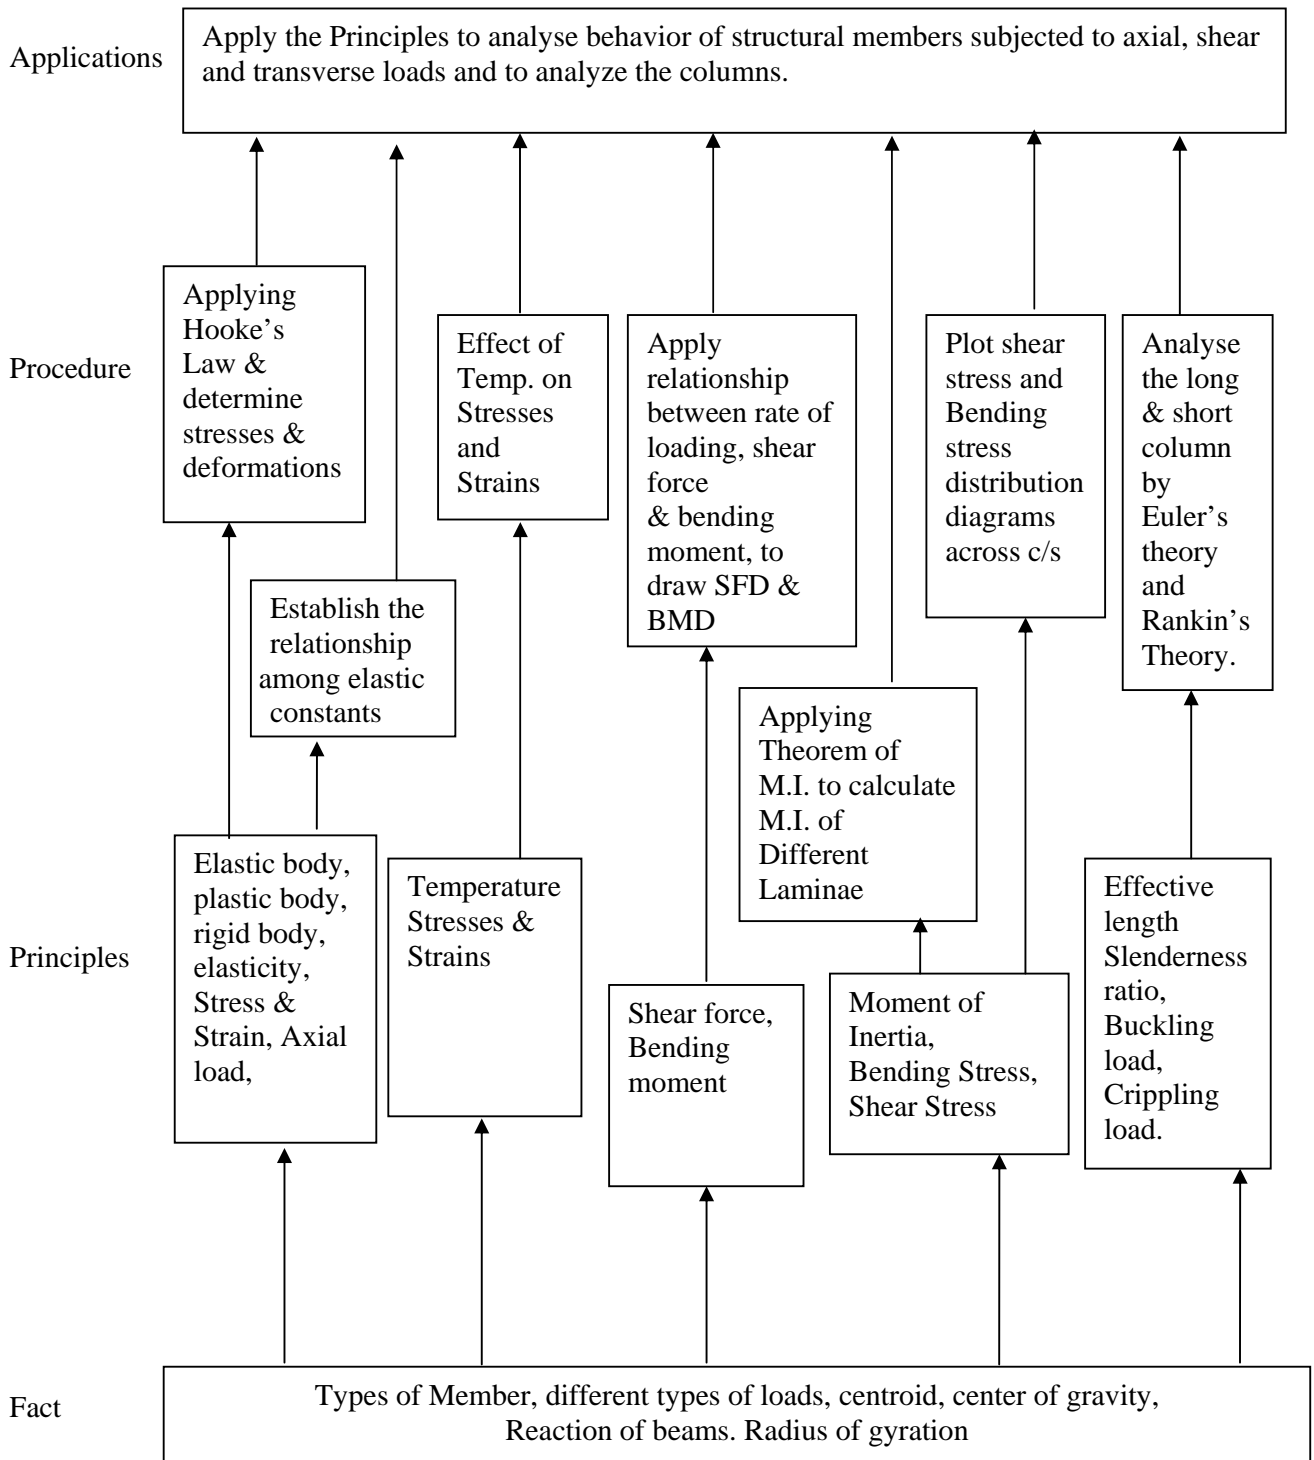 Applications
Apply the Principles to analyse behavior of structural members subjected to axial, shear
and transverse loads and to analyze the columns.
Procedure
Applying
Hooke’s
Law &
determine
stresses &
deformations
Establish the
relationship
among elastic
constants
Effect of
Temp. on
Stresses
and
Strains
Apply
relationship
between rate of
loading, shear
force
& bending
moment, to
draw SFD &
BMD
Applying
Theorem of
M.I. to calculate
M.I. of
Different
Laminae
Plot shear
stress and
Bending
stress
distribution
diagrams
across c/s
Analyse
the long
& short
column
by
Euler’s
theory
and
Rankin’s
Theory.
Principles
Elastic body,
plastic body,
rigid body,
elasticity,
Stress &
Strain, Axial
load,
Temperature
Stresses &
Strains
Shear force,
Bending
moment
Moment of
Inertia,
Bending Stress,
Shear Stress
Effective
length
Slenderness
ratio,
Buckling
load,
Crippling
load.
Fact
Types of Member, different types of loads, centroid, center of gravity,
Reaction of beams. Radius of gyration